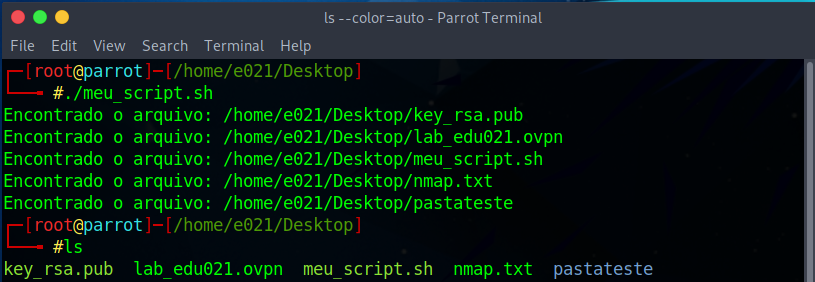 ls --color=auto - Parrot Terminal
File Edit View Search Terminal Help
┌─[root@parrot]─[/home/e021/Desktop]
└──╼ #./meu_script.sh
Encontrado o arquivo: /home/e021/Desktop/key_rsa.pub
Encontrado o arquivo: /home/e021/Desktop/lab_edu021.ovpn
Encontrado o arquivo: /home/e021/Desktop/meu_script.sh
Encontrado o arquivo: /home/e021/Desktop/nmap.txt
Encontrado o arquivo: /home/e021/Desktop/pastateste
┌─[root@parrot]─[/home/e021/Desktop]
└──╼ #ls
key_rsa.pub  lab_edu021.ovpn  meu_script.sh  nmap.txt  pastateste